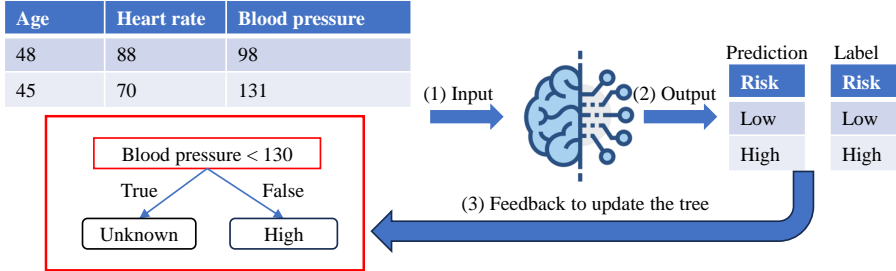 Age Heart rate Blood pressure
48 88 98
45 70 131
(1) Input
(2) Output
Prediction Label
Risk Risk
Low Low
High High
Blood pressure < 130
True False
Unknown High
(3) Feedback to update the tree